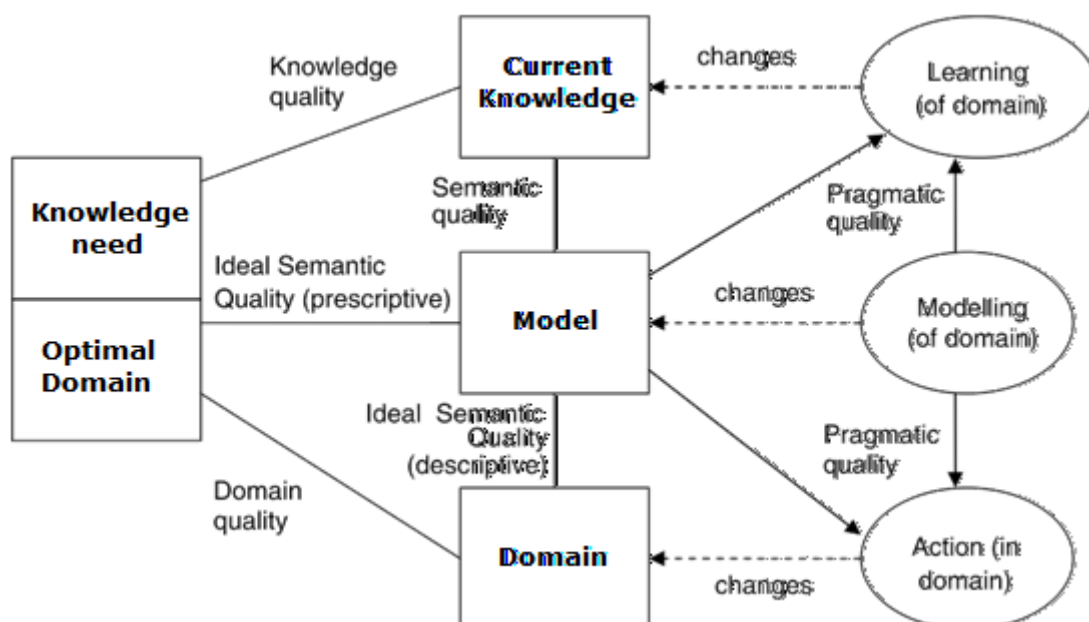 Knowledge
quality
Current
Knowledge
changes
Learning
(of domain)
Knowledge
need
Semantic
quality
Pragmatic
quality
Ideal Semantic
Quality (prescriptive)
Model
changes
Modelling
(of domain)
Optimal
Domain
Ideal Semantic
Quality
(descriptive)
Pragmatic
quality
Domain
quality
Domain
changes
Action (in
domain)